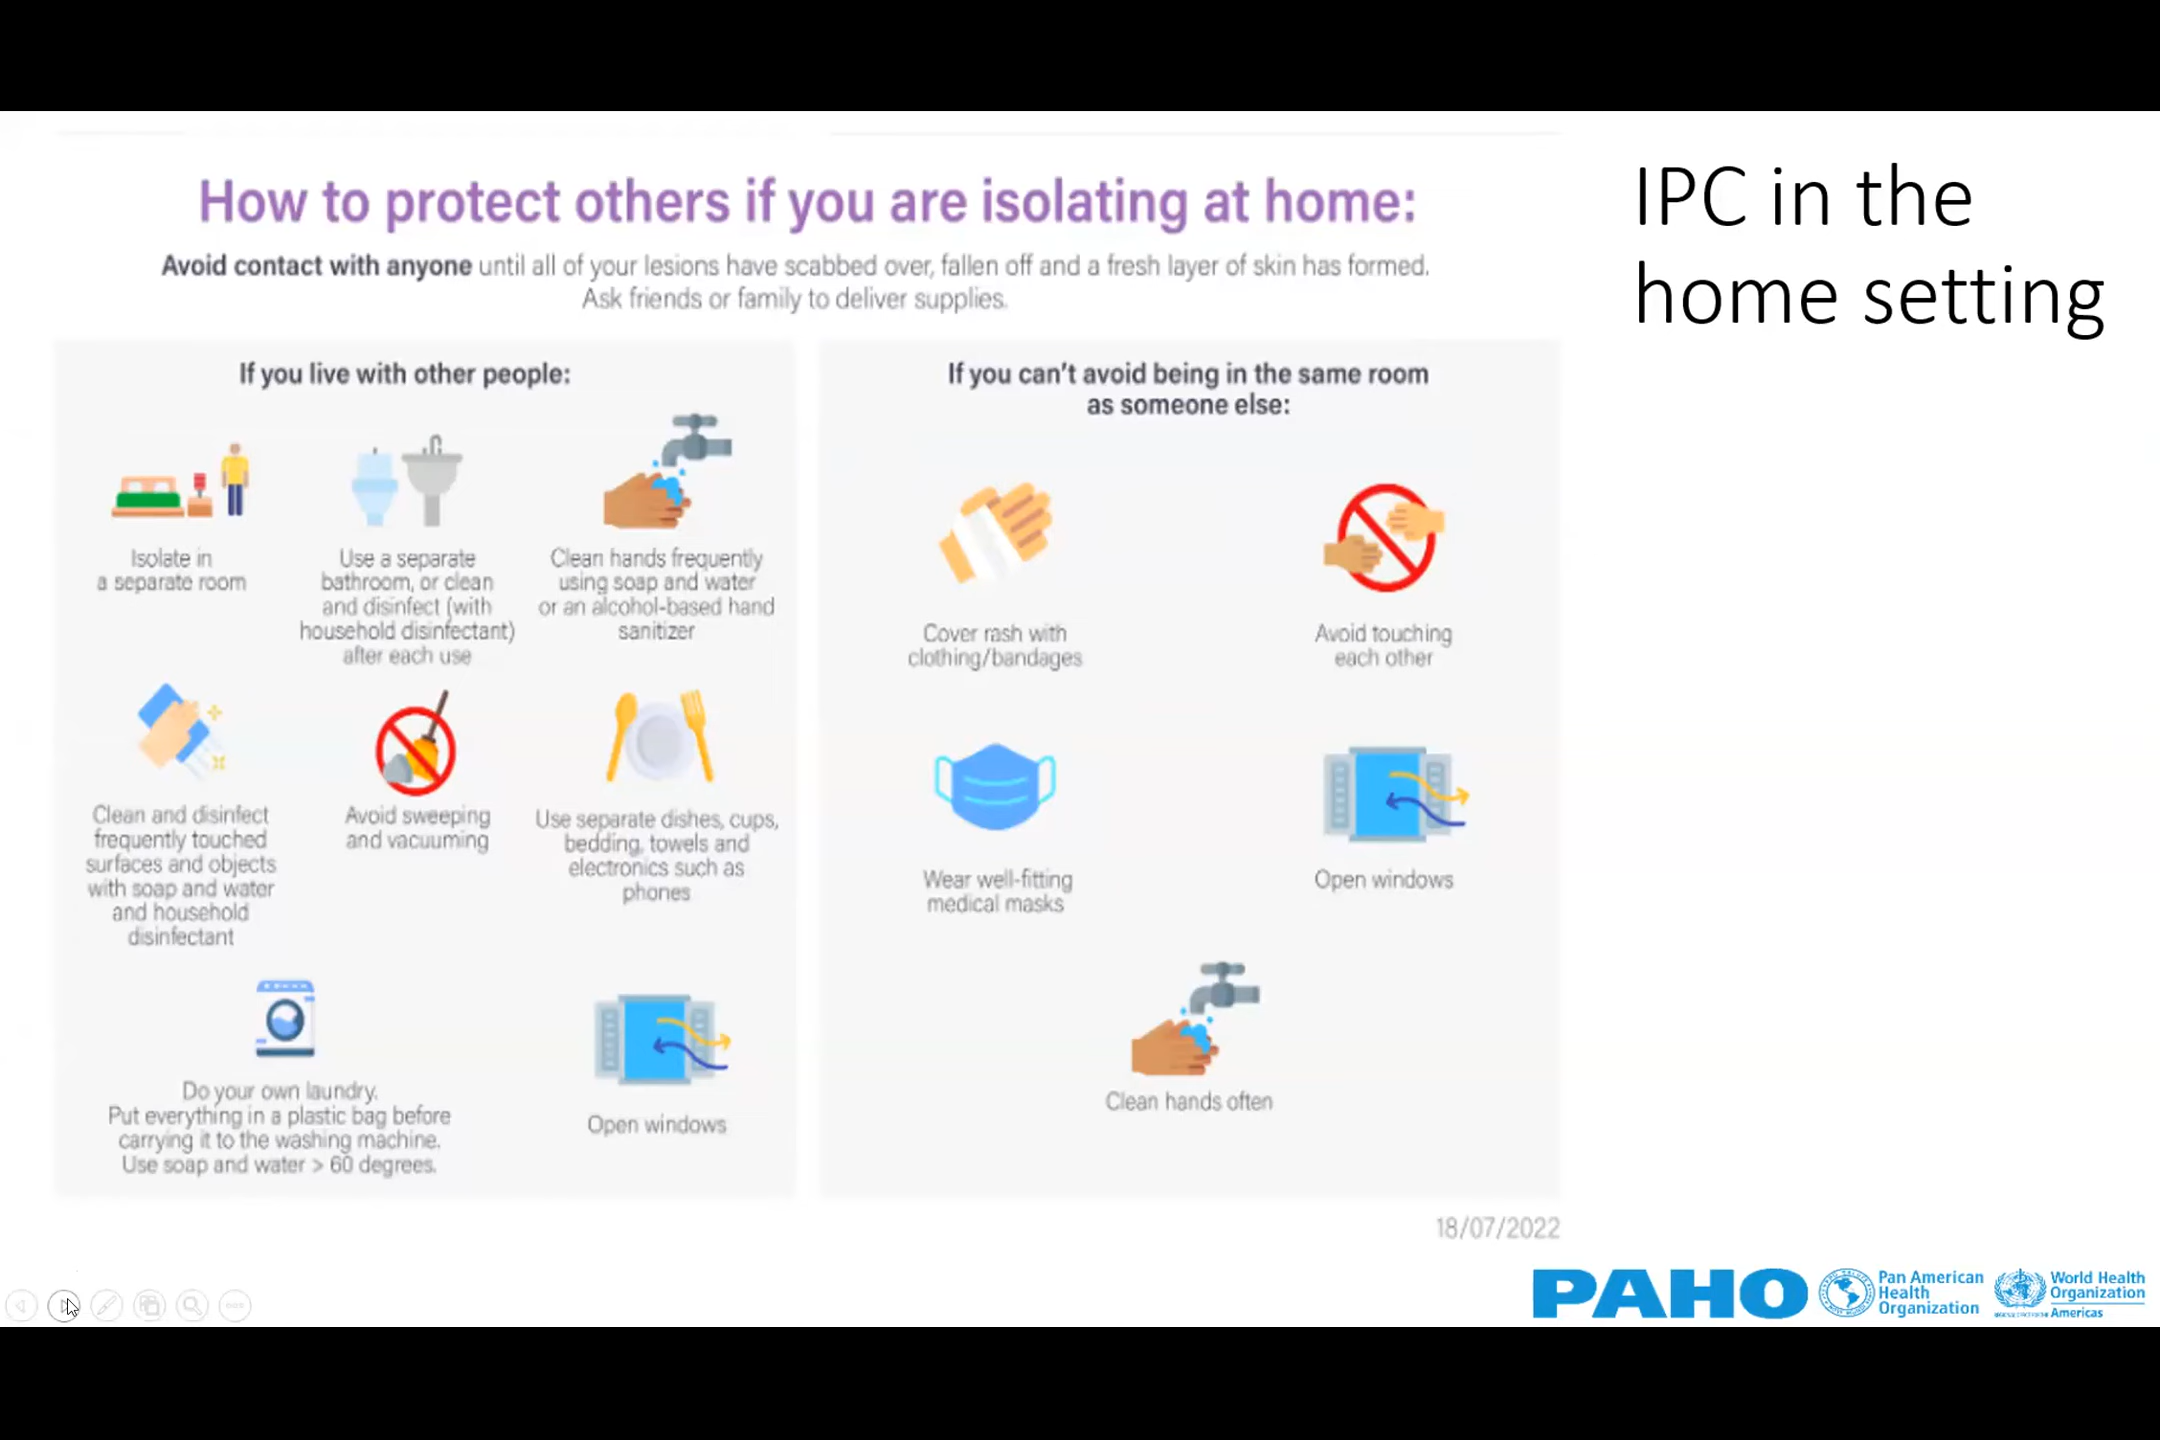 How to protect others if you are isolating at home:
Avoid contact with anyone until all of your lesions have scabbed over, fallen off and a fresh layer of skin has formed.
Ask friends or family to deliver supplies.
IPC in the
home setting
If you live with other people:
Isolate in
a separate room
Use a separate
bathroom, or clean
and disinfect (with
household disinfectant)
after each use
Clean hands frequently
using soap and water
or an alcohol-based hand
sanitizer
Clean and disinfect
frequently touched
surfaces and objects
with soap and water
and household
disinfectant
Avoid sweeping
and vacuuming
Use separate dishes, cups,
bedding, towels and
electronics such as
phones
Do your own laundry.
Put everything in a plastic bag before
carrying it to the washing machine.
Use soap and water > 60 degrees.
Open windows
If you can't avoid being in the same room
as someone else:
Cover rash with
clothing/bandages
Avoid touching
each other
Wear well-fitting
medical masks
Open windows
Clean hands often
18/07/2022
PAHO
Pan American
Health
Organization
World Health
Organization
Americas